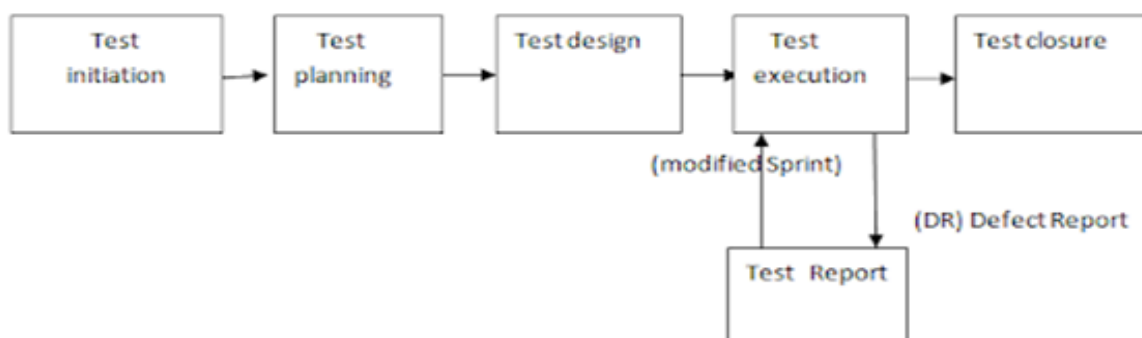 Test
initiation
Test
planning
Test design
Test
execution
Test closure
(modified Sprint)
(DR) Defect Report
Test Report